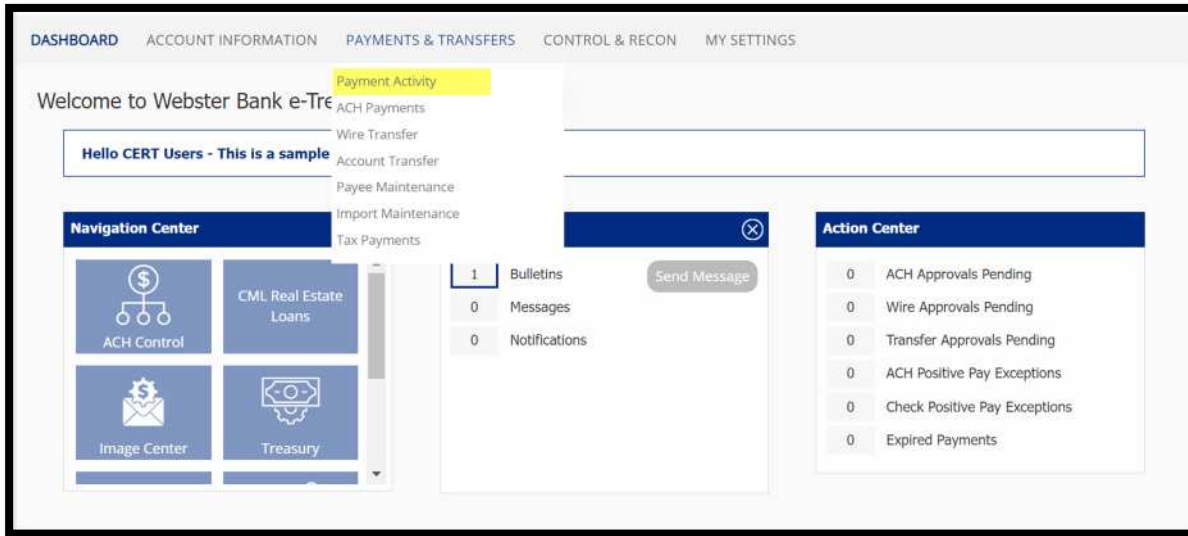 DASHBOARD ACCOUNT INFORMATION PAYMENTS & TRANSFERS CONTROL & RECON MY SETTINGS
Payment Activity
ACH Payments
Wire Transfer
Account Transfer
Payee Maintenance
Import Maintenance
Tax Payments
Welcome to Webster Bank e-Tre
Hello CERT Users - This is a sample
Navigation Center
ACH Control
CML Real Estate
Loans
Image Center
Treasury
1 Bulletins
Send Message
0 Messages
0 Notifications
Action Center
0 ACH Approvals Pending
0 Wire Approvals Pending
0 Transfer Approvals Pending
0 ACH Positive Pay Exceptions
0 Check Positive Pay Exceptions
0 Expired Payments